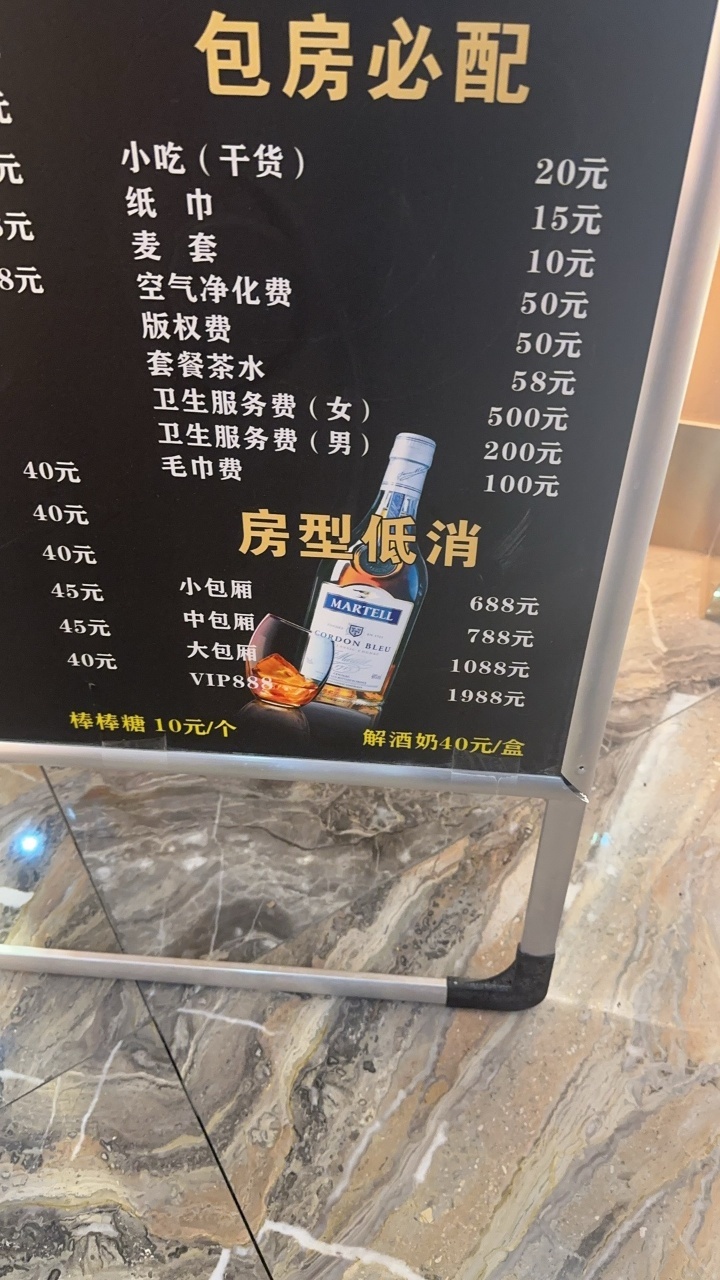 包房必配
小吃（干货） 20元
纸 巾 15元
麦 套 10元
空气净化费 50元
版权费 50元
套餐茶水 58元
卫生服务费（女） 500元
卫生服务费（男） 200元
毛巾费 100元
元
元
元
8元
40元
40元
40元
45元
45元
40元
房型低消
小包厢 688元
中包厢 788元
大包厢 1088元
VIP888 1988元
MARTELL
CORDON BLEU
棒棒糖 10元/个
解酒奶40元/盒